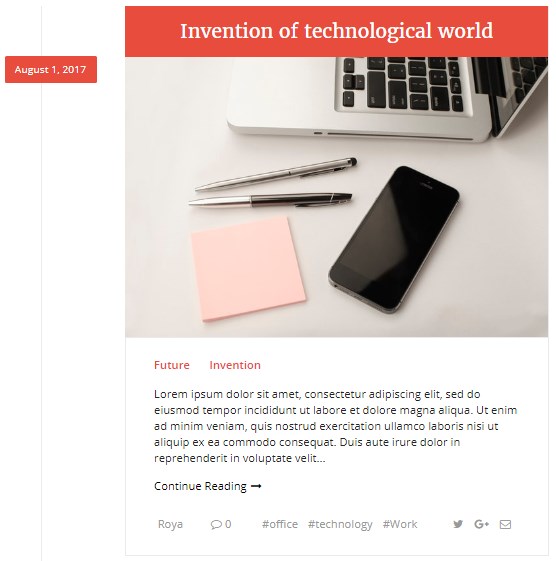 Invention of technological world
August 1, 2017
Future Invention
Lorem ipsum dolor sit amet, consectetur adipiscing elit, sed do
eiusmod tempor incididunt ut labore et dolore magna aliqua. Ut enim
ad minim veniam, quis nostrud exercitation ullamco laboris nisi ut
aliquip ex ea commodo consequat. Duis aute irure dolor in
reprehenderit in voluptate velit...
Continue Reading
Roya 0 #office #technology #Work G+